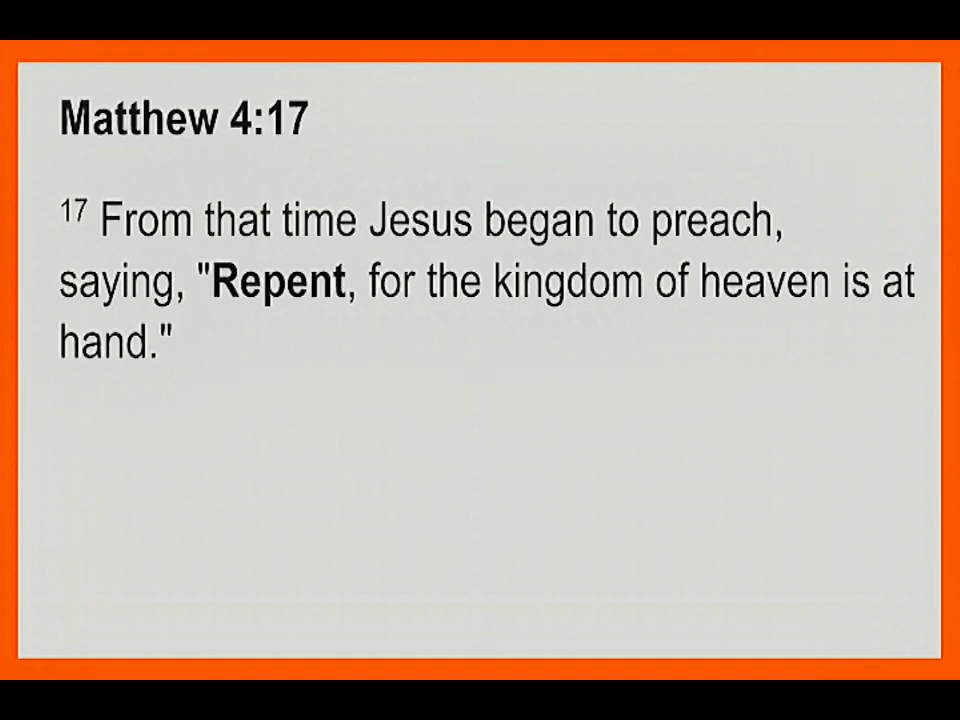 Matthew 4:17
17 From that time Jesus began to preach,
saying, "Repent, for the kingdom of heaven is at
hand."